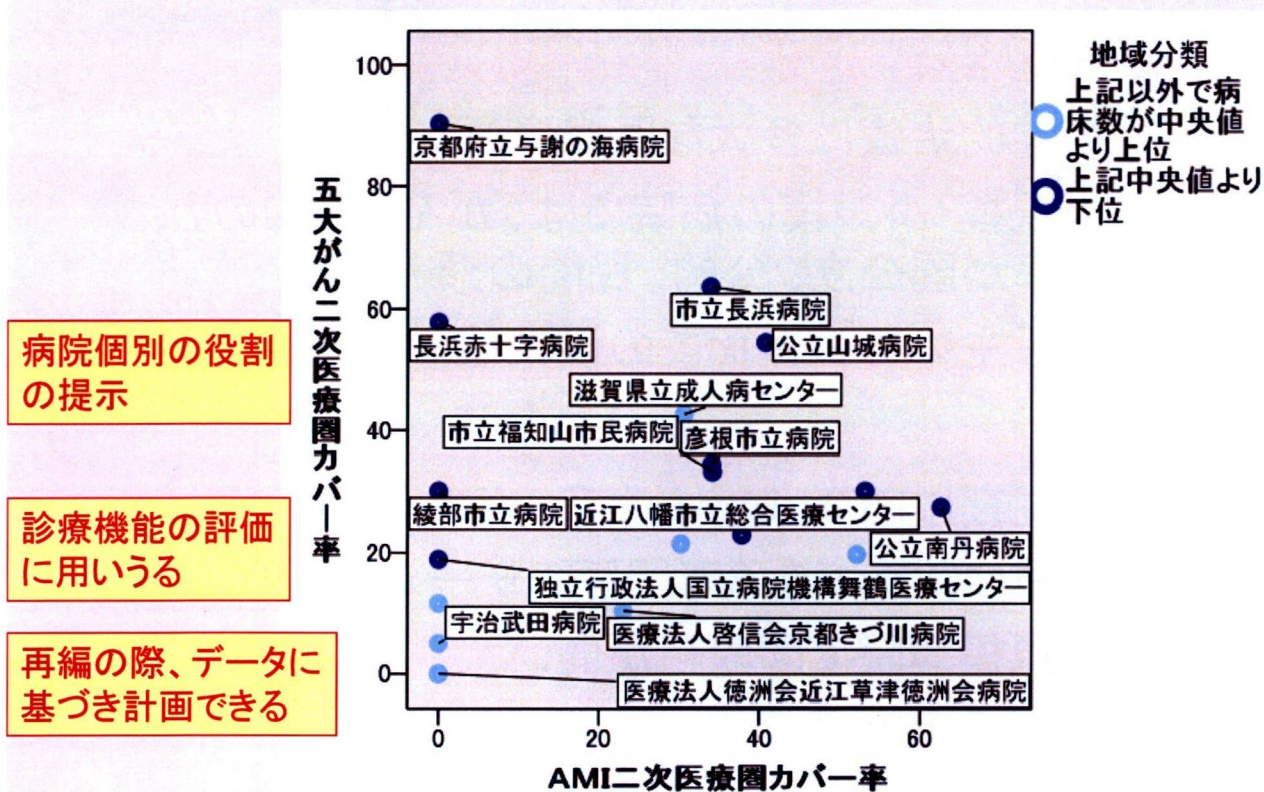 病院個別の役割
の提示
診療機能の評価
に用いうる
再編の際、データに
基づき計画できる
五大がん二次医療圏カバー率
100
80
60
40
20
0
京都府立与謝の海病院
市立長浜病院
長浜赤十字病院
公立山城病院
滋賀県立成人病センター
市立福知山市民病院
彦根市立病院
綾部市立病院
近江八幡市立総合医療センター
公立南丹病院
独立行政法人国立病院機構舞鶴医療センター
宇治武田病院
医療法人啓信会京都きづ川病院
医療法人徳洲会近江草津徳洲会病院
0
20
40
60
AMI二次医療圏カバー率
地域分類
上記以外で病
床数が中央値
より上位
上記中央値より
下位